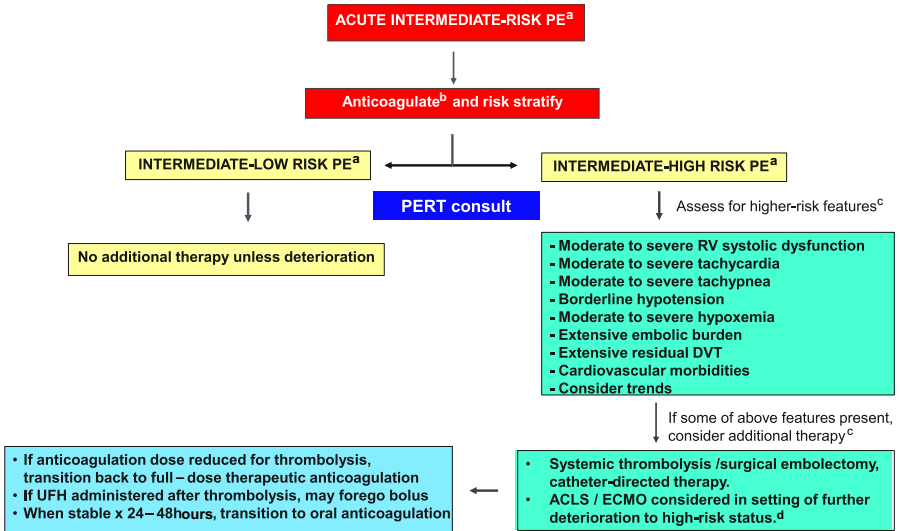 ACUTE INTERMEDIATE-RISK PEa
Anticoagulateb and risk stratify
INTERMEDIATE-LOW RISK PEa
INTERMEDIATE-HIGH RISK PEa
PERT consult
Assess for higher-risk featuresc
No additional therapy unless deterioration
- Moderate to severe RV systolic dysfunction
- Moderate to severe tachycardia
- Moderate to severe tachypnea
- Borderline hypotension
- Moderate to severe hypoxemia
- Extensive embolic burden
- Extensive residual DVT
- Cardiovascular morbidities
- Consider trends
If some of above features present,
consider additional therapyc
• Systemic thrombolysis /surgical embolectomy,
catheter-directed therapy.
• ACLS / ECMO considered in setting of further
deterioration to high-risk status.d
• If anticoagulation dose reduced for thrombolysis,
transition back to full–dose therapeutic anticoagulation
• If UFH administered after thrombolysis, may forego bolus
• When stable x 24–48hours, transition to oral anticoagulation